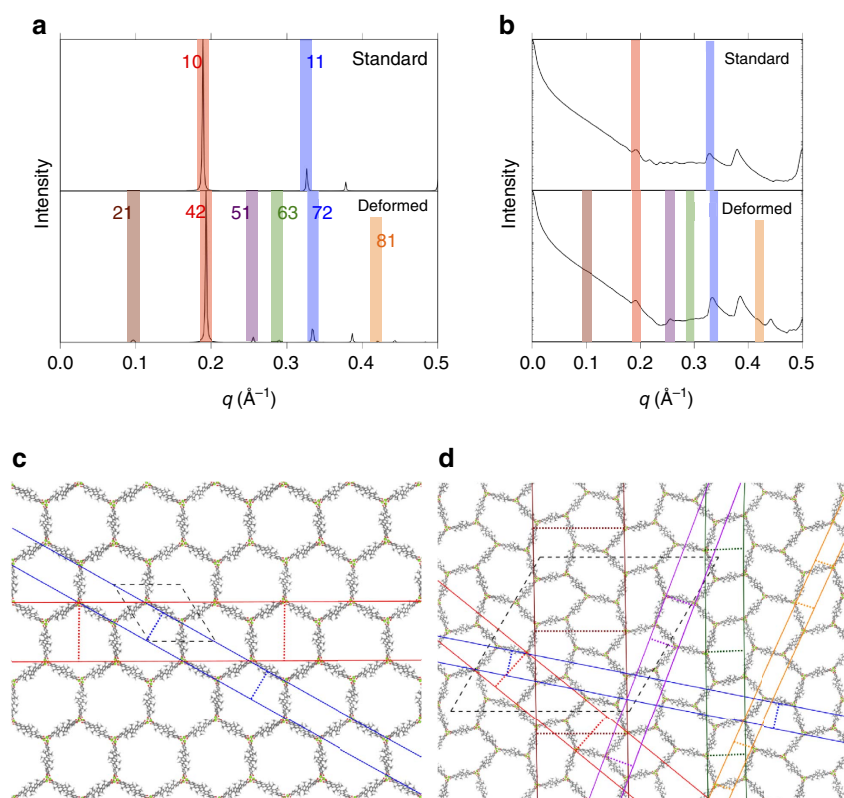 a
b
10
11
Standard
Standard
Intensity
Intensity
21
42
51
63
72
Deformed
81
Deformed
0.0
0.1
0.2
0.3
0.4
0.5
0.0
0.1
0.2
0.3
0.4
0.5
q (Å⁻¹)
q (Å⁻¹)
c
d